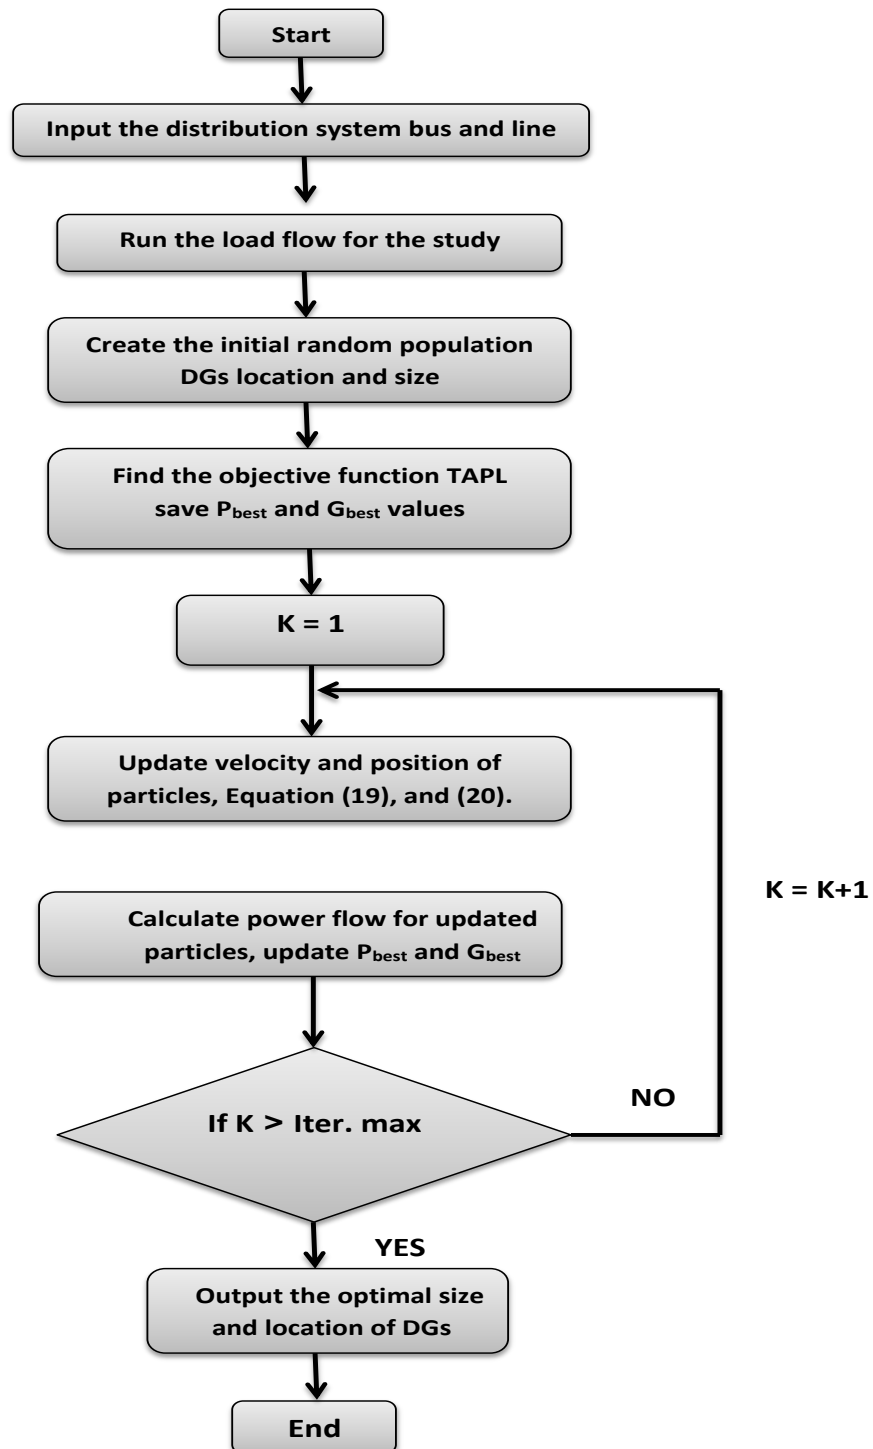 Start
Input the distribution system bus and line
Run the load flow for the study
Create the initial random population
DGs location and size
Find the objective function TAPL
save Pbest and Gbest values
K = 1
Update velocity and position of
particles, Equation (19), and (20).
K = K+1
Calculate power flow for updated
particles, update Pbest and Gbest
NO
If K > Iter. max
YES
Output the optimal size
and location of DGs
End